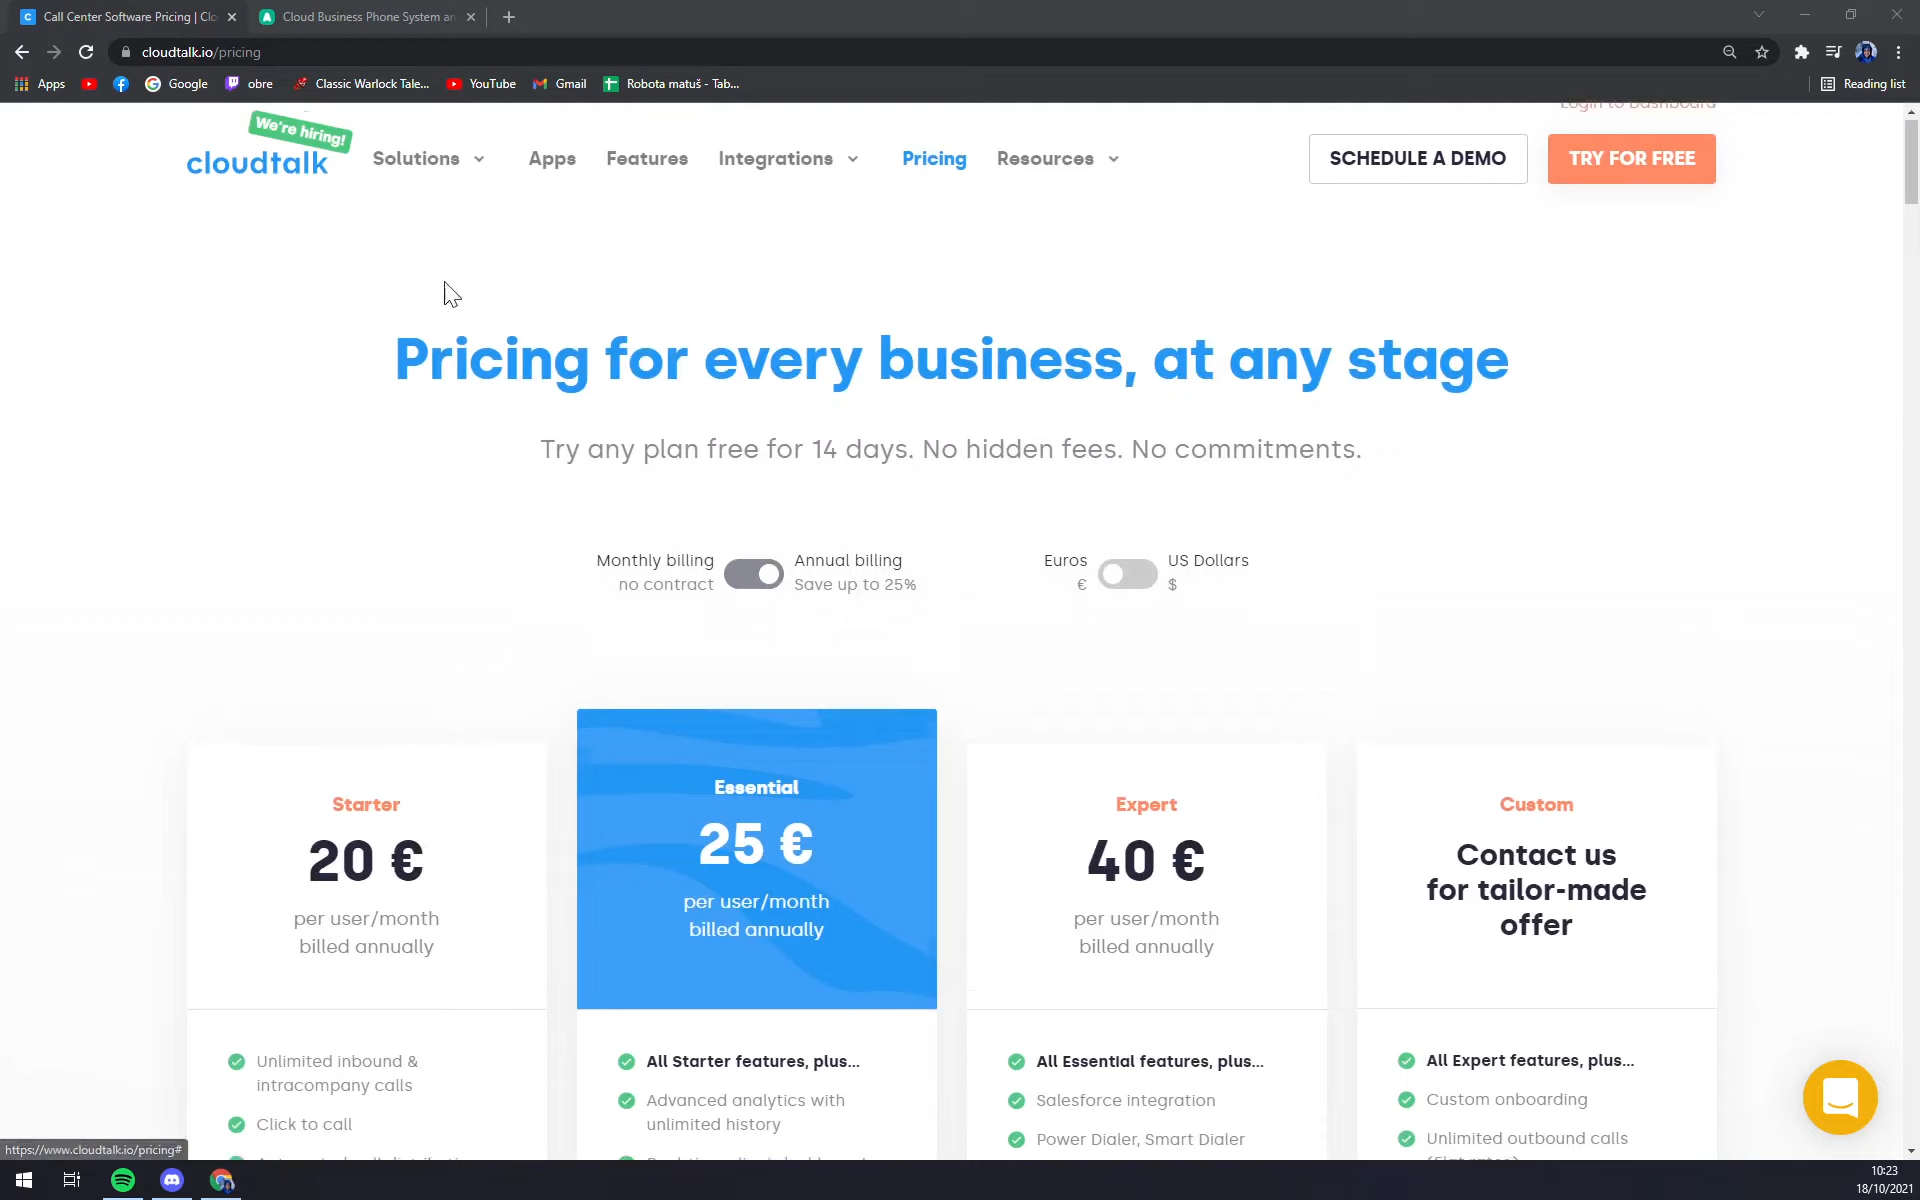 Call Center Software Pricing | Clo
Cloud Business Phone System an
cloudtalk.io/pricing
Apps
Google
obre
Classic Warlock Tale...
YouTube
Gmail
Robota matuš - Tab...
Reading list
Login to Dashboard
We're hiring!
cloudtalk
Solutions
Apps
Features
Integrations
Pricing
Resources
SCHEDULE A DEMO
TRY FOR FREE
Pricing for every business, at any stage
Try any plan free for 14 days. No hidden fees. No commitments.
Monthly billing
no contract
Annual billing
Save up to 25%
Euros
€
US Dollars
$
Starter
20 €
per user/month
billed annually
Unlimited inbound &
intracompany calls
Click to call
Essential
25 €
per user/month
billed annually
All Starter features, plus...
Advanced analytics with
unlimited history
Expert
40 €
per user/month
billed annually
All Essential features, plus...
Salesforce integration
Power Dialer, Smart Dialer
Custom
Contact us
for tailor-made
offer
All Expert features, plus...
Custom onboarding
Unlimited outbound calls
https://www.cloudtalk.io/pricing#
10:23
18/10/2021